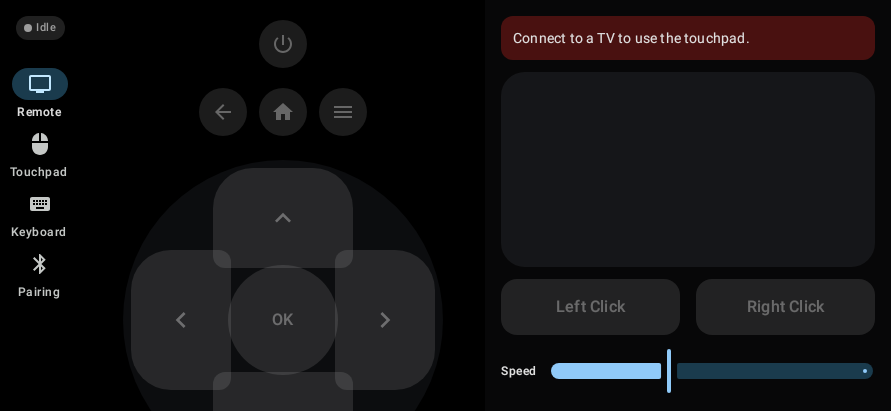 Idle
Remote
Touchpad
Keyboard
Pairing
OK
Connect to a TV to use the touchpad.
Left Click
Right Click
Speed